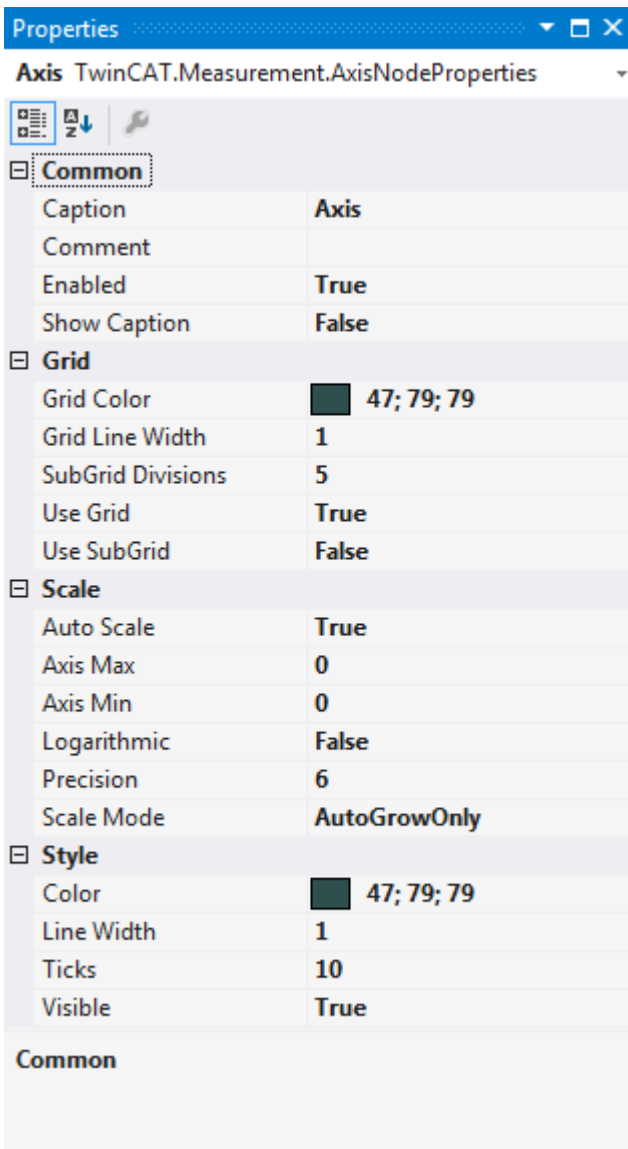 Properties
Axis TwinCAT.Measurement.AxisNodeProperties
Common
Caption Axis
Comment
Enabled True
Show Caption False
Grid
Grid Color 47; 79; 79
Grid Line Width 1
SubGrid Divisions 5
Use Grid True
Use SubGrid False
Scale
Auto Scale True
Axis Max 0
Axis Min 0
Logarithmic False
Precision 6
Scale Mode AutoGrowOnly
Style
Color 47; 79; 79
Line Width 1
Ticks 10
Visible True
Common